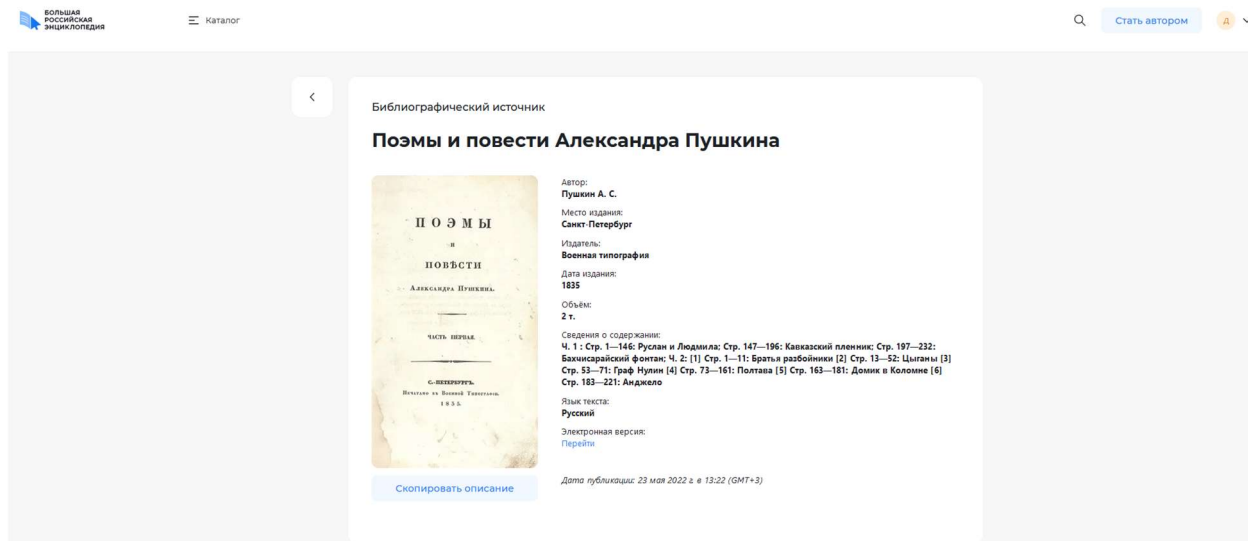 БОЛЬШАЯ
РОССИЙСКАЯ
ЭНЦИКЛОПЕДИЯ
Каталог
Стать автором
Д
Библиографический источник
Поэмы и повести Александра Пушкина
ПОЭМЫ
И
ПОВѢСТИ
Александра Пушкина.
ЧАСТЬ ПЕРВАЯ.
С.-ПЕТЕРБУРГЪ.
Печатано въ Военной Типографіи.
1835.
Скопировать описание
Автор:
Пушкин А. С.
Место издания:
Санкт-Петербург
Издатель:
Военная типография
Дата издания:
1835
Объём:
2 т.
Сведения о содержании:
Ч. 1 : Стр. 1—146: Руслан и Людмила; Стр. 147—196: Кавказский пленник; Стр. 197—232:
Бахчисарайский фонтан; Ч. 2: [1] Стр. 1—11: Братья разбойники [2] Стр. 13—52: Цыганы [3]
Стр. 53—71: Граф Нулин [4] Стр. 73—161: Полтава [5] Стр. 163—181: Домик в Коломне [6]
Стр. 183—221: Анджело
Язык текста:
Русский
Электронная версия:
Перейти
Дата публикации: 23 мая 2022 г. в 13:22 (GMT+3)